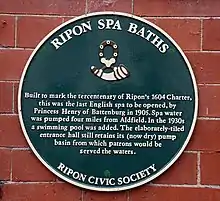 RIPON SPA BATHS
Built to mark the tercentenary of Ripon's 1604 Charter,
this was the last English spa to be opened, by
Princess Henry of Battenburg in 1905. Spa water
was pumped four miles from Aldfield. In the 1930s
a swimming pool was added. The elaborately-tiled
entrance hall still retains its (now dry) pump
basin from which patrons would be
served the waters.
RIPON CIVIC SOCIETY